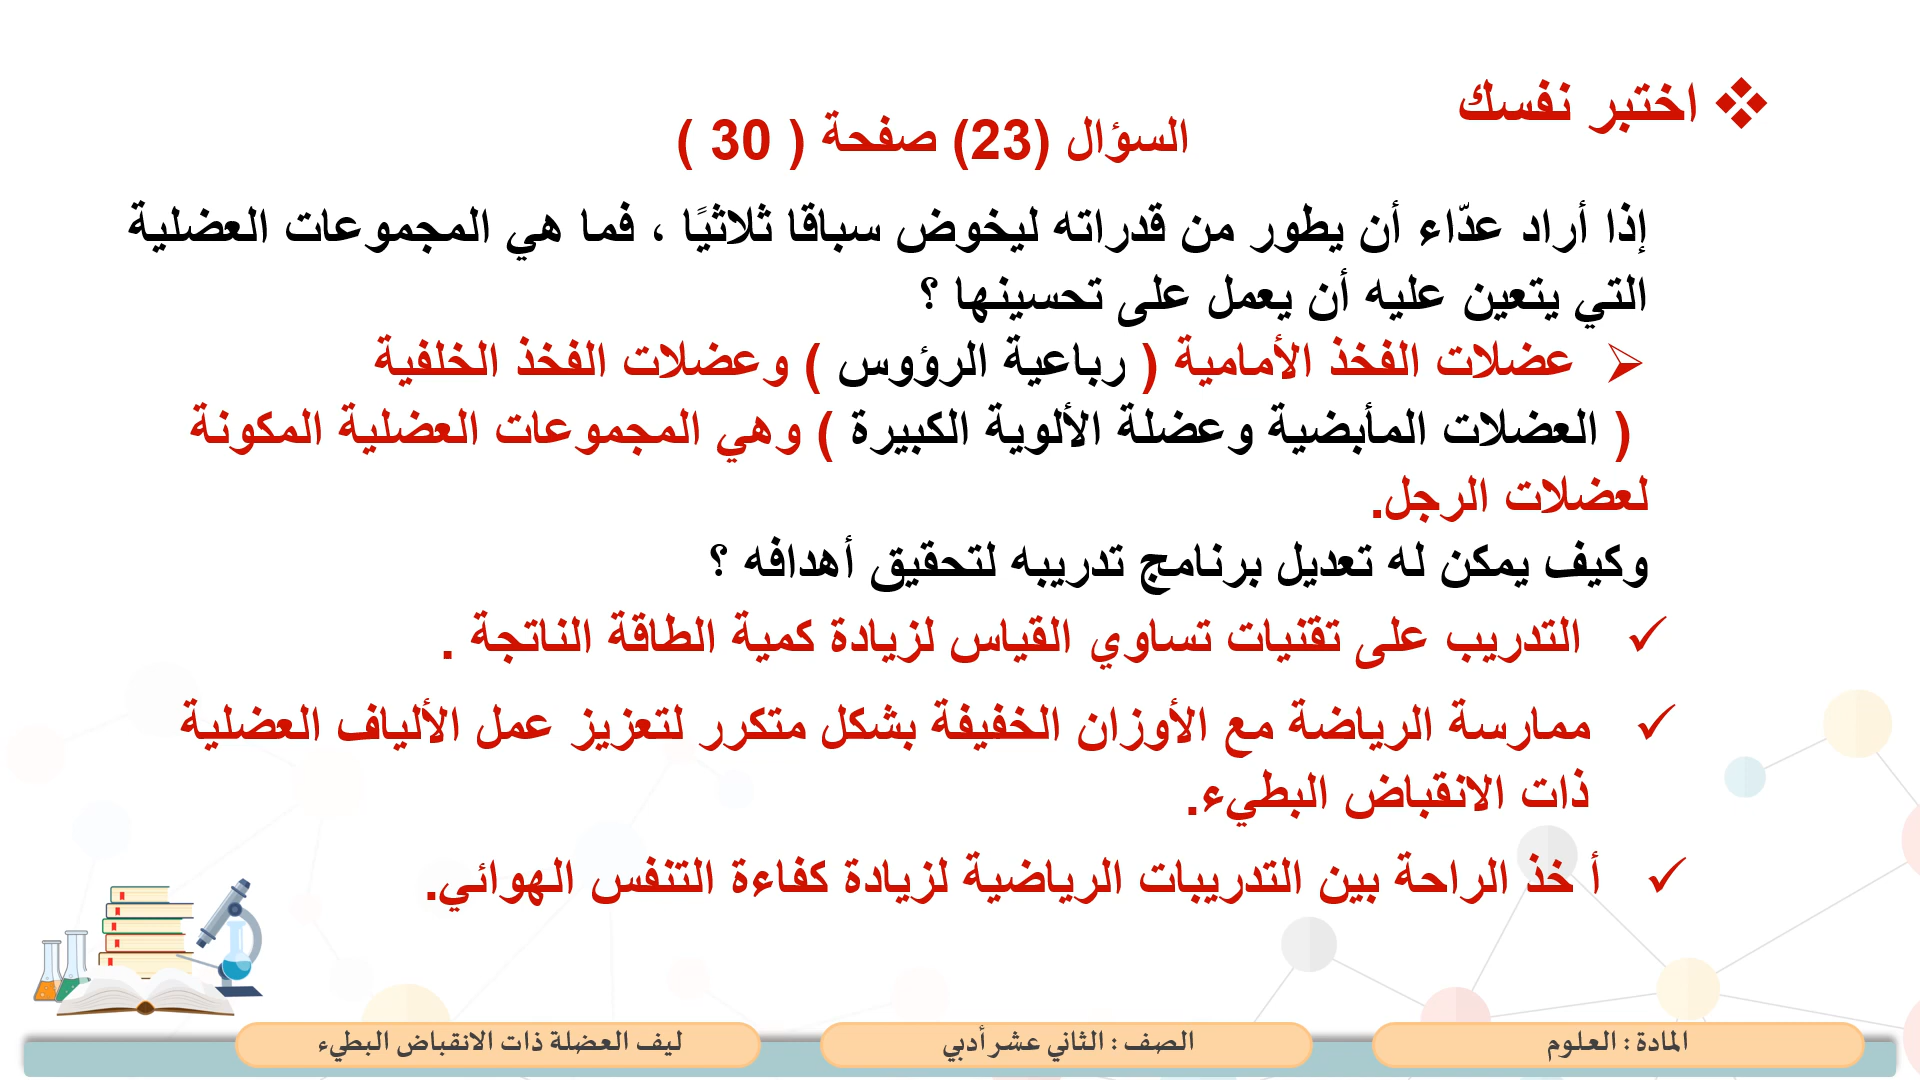 ❖ اختبر نفسك
السؤال (23) صفحة ( 30 )
إذا أراد عدّاء أن يطور من قدراته ليخوض سباقا ثلاثيًا ، فما هي المجموعات العضلية
التي يتعين عليه أن يعمل على تحسينها ؟
➢ عضلات الفخذ الأمامية ( رباعية الرؤوس ) وعضلات الفخذ الخلفية
( العضلات المأبضية وعضلة الألوية الكبيرة ) وهي المجموعات العضلية المكونة
لعضلات الرجل.
وكيف يمكن له تعديل برنامج تدريبه لتحقيق أهدافه ؟
✓ التدريب على تقنيات تساوي القياس لزيادة كمية الطاقة الناتجة .
✓ ممارسة الرياضة مع الأوزان الخفيفة بشكل متكرر لتعزيز عمل الألياف العضلية
ذات الانقباض البطيء.
✓ أ خذ الراحة بين التدريبات الرياضية لزيادة كفاءة التنفس الهوائي.
المادة : العلوم
الصف : الثاني عشر أدبي
ليف العضلة ذات الانقباض البطيء